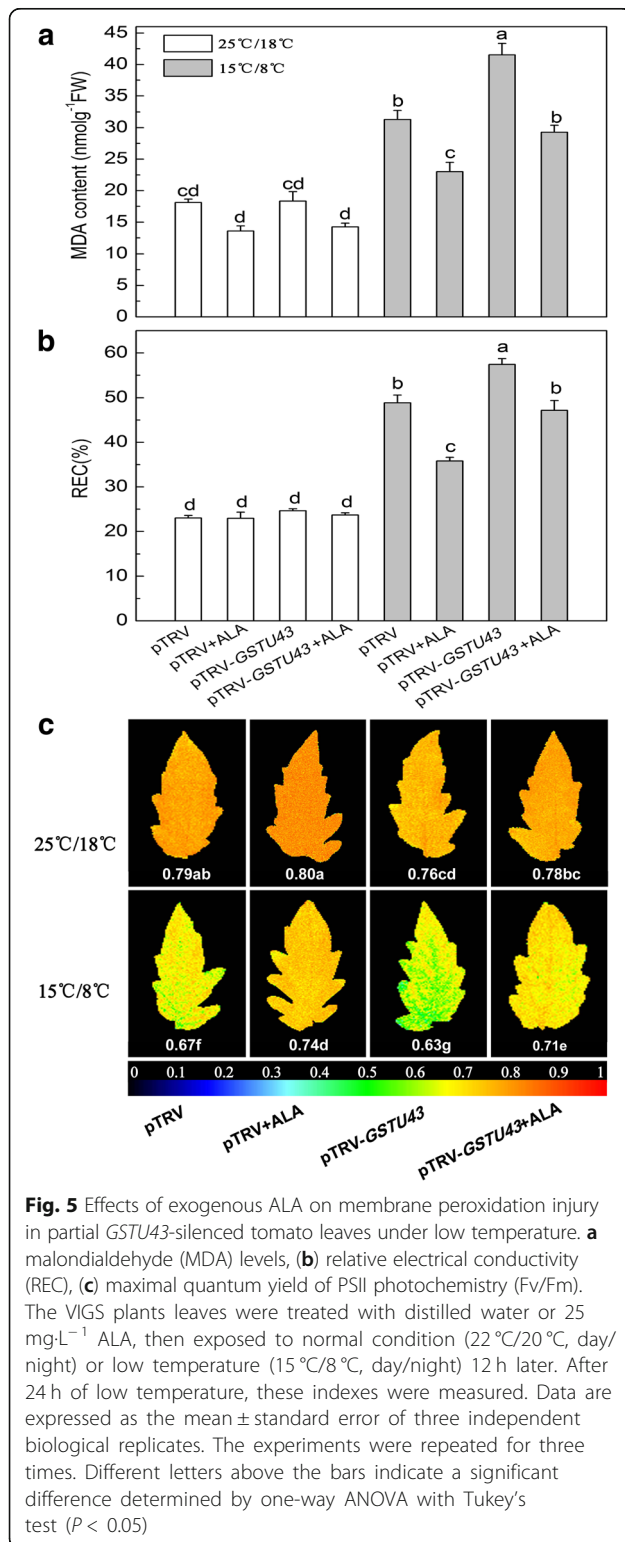 a
45
40
35
30
25
20
15
10
5
0
MDA content (nmolg⁻¹FW)
25℃/18℃
15℃/8℃
cd
d
cd
d
b
c
a
b
b
60
50
40
30
20
10
0
REC(%)
d
d
d
d
b
c
a
b
pTRV
pTRV+ALA
pTRV-GSTU43
pTRV-GSTU43+ALA
pTRV
pTRV+ALA
pTRV-GSTU43
pTRV-GSTU43+ALA
c
25℃/18℃
0.79ab
0.80a
0.76cd
0.78bc
15℃/8℃
0.67f
0.74d
0.63g
0.71e
0 0.1 0.2 0.3 0.4 0.5 0.6 0.7 0.8 0.9 1
pTRV
pTRV+ALA
pTRV-GSTU43
pTRV-GSTU43+ALA
Fig. 5 Effects of exogenous ALA on membrane peroxidation injury
in partial GSTU43-silenced tomato leaves under low temperature. a
malondialdehyde (MDA) levels, (b) relative electrical conductivity
(REC), (c) maximal quantum yield of PSII photochemistry (Fv/Fm).
The VIGS plants leaves were treated with distilled water or 25
mg·L⁻¹ ALA, then exposed to normal condition (22 °C/20 °C, day/
night) or low temperature (15 °C/8 °C, day/night) 12 h later. After
24 h of low temperature, these indexes were measured. Data are
expressed as the mean ± standard error of three independent
biological replicates. The experiments were repeated for three
times. Different letters above the bars indicate a significant
difference determined by one-way ANOVA with Tukey's
test (P < 0.05)